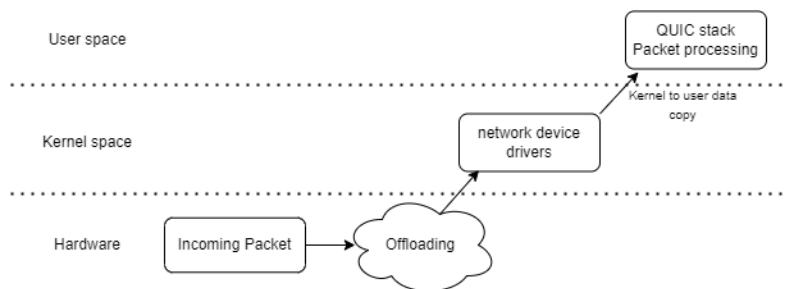 User space
QUIC stack
Packet processing
Kernel to user data
copy
Kernel space
network device
drivers
Hardware
Incoming Packet
Offloading